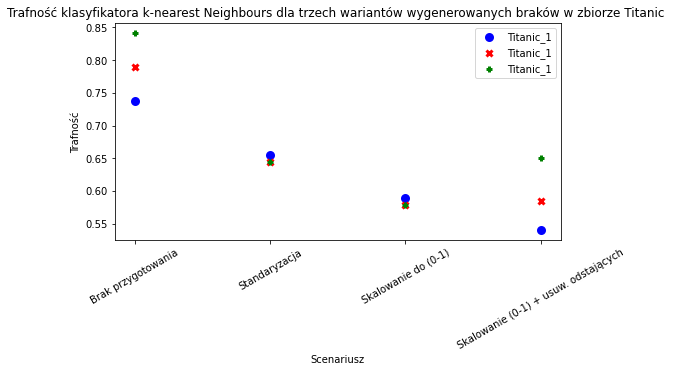 Trafność klasyfikatora k-nearest Neighbours dla trzech wariantów wygenerowanych braków w zbiorze Titanic
Titanic_1
Titanic_1
Titanic_1
0.85
0.80
0.75
0.70
0.65
0.60
0.55
Trafność
Brak przygotowania
Standaryzacja
Skalowanie do (0-1)
Skalowanie (0-1) + usuw. odstających
Scenariusz